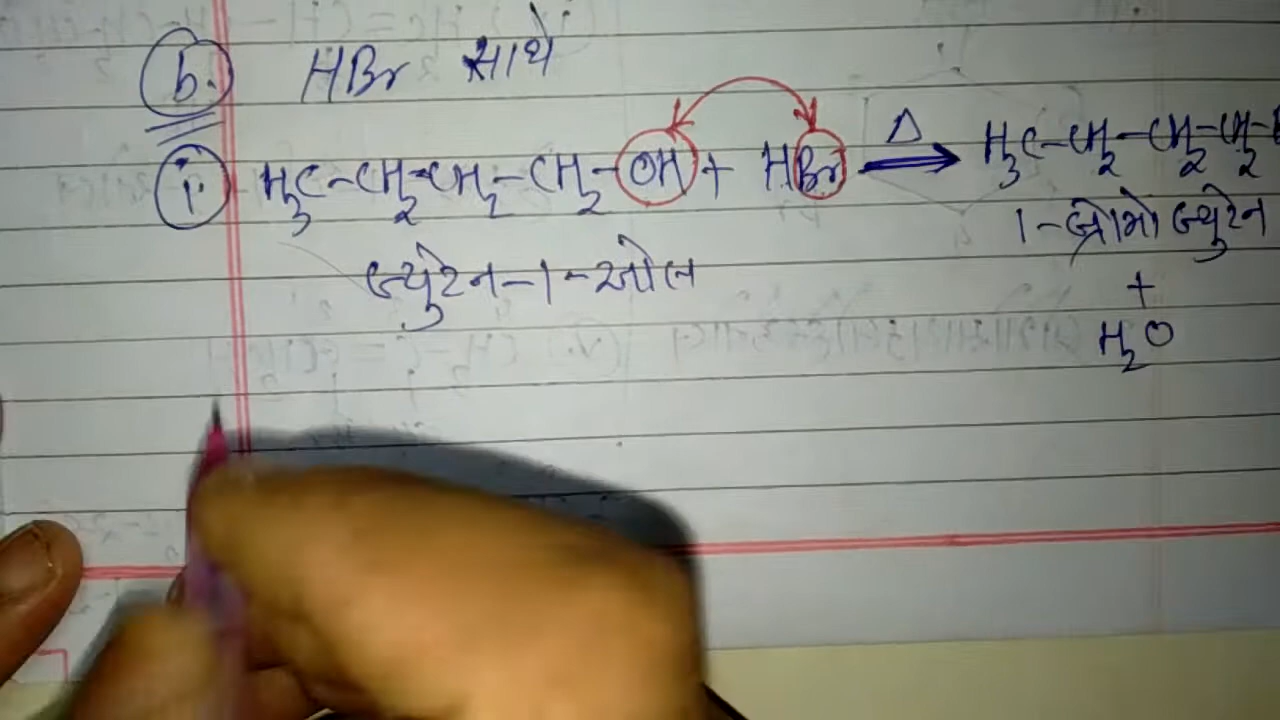 b. HBr સાથે
i. H₃C-CH₂-CH₂-CH₂-OH + HBr Δ ⟶ H₃C-CH₂-CH₂-CH₂-
બ્યુટેન-1-ઓલ 1-બ્રોમો બ્યુટેન
+
H₂O